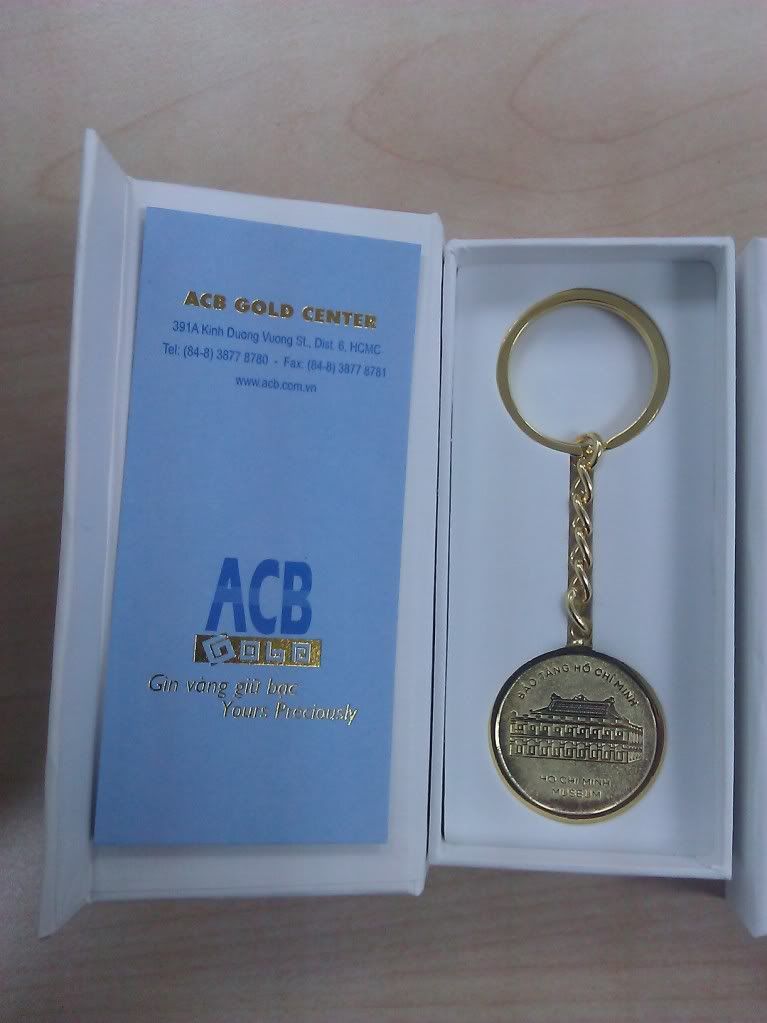 ACB GOLD CENTER
391A Kinh Duong Vuong St., Dist. 6, HCMC
Tel: (84-8) 3877 8780 - Fax: (84-8) 3877 8781
www.acb.com.vn
ACB
GOLD
Gìn vàng giữ bạc
Yours Preciously
BẢO TÀNG HỒ CHÍ MINH
HO CHI MINH
MUSEUM